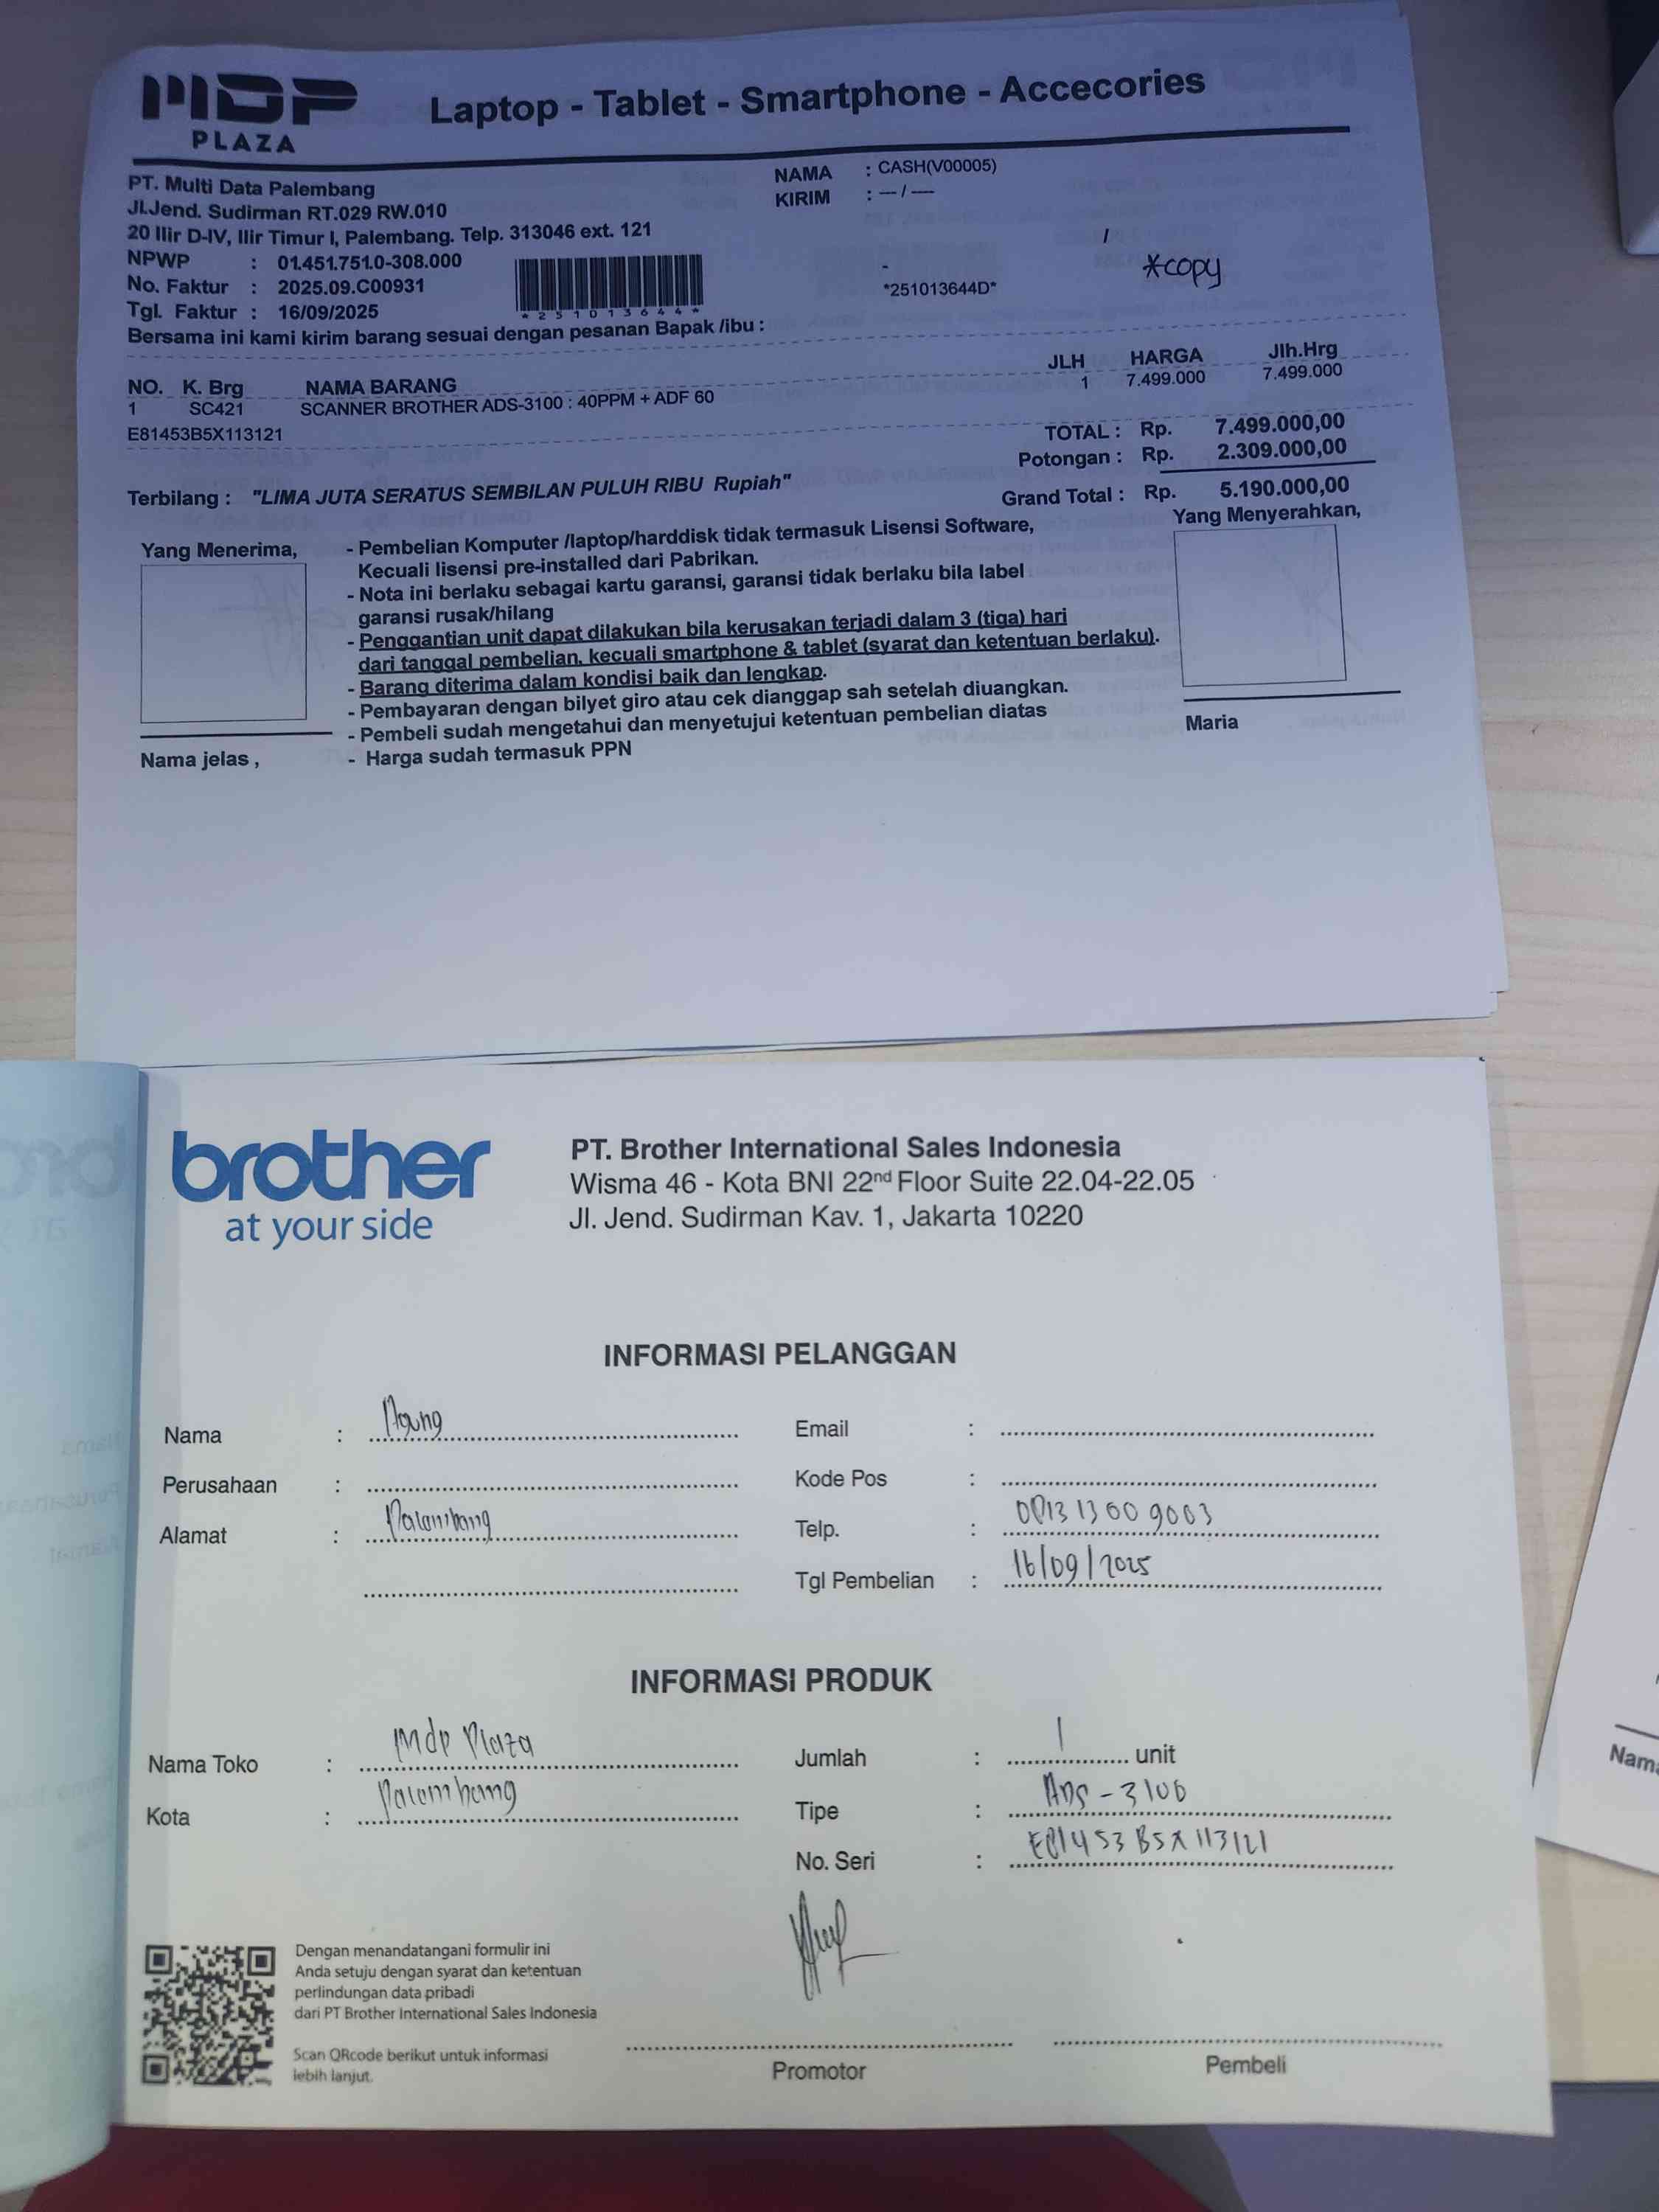 MDP
PLAZA
Laptop - Tablet - Smartphone - Accecories
PT. Multi Data Palembang
Jl.Jend. Sudirman RT.029 RW.010
20 Ilir D-IV, Ilir Timur I, Palembang. Telp. 313046 ext. 121
NPWP : 01.451.751.0-308.000
No. Faktur : 2025.09.C00931
Tgl. Faktur : 16/09/2025
*251013644*
NAMA : CASH(V00005)
KIRIM : — / —
/
-
*251013644D*
*copy
Bersama ini kami kirim barang sesuai dengan pesanan Bapak /ibu :
NO. K. Brg NAMA BARANG JLH HARGA Jlh.Hrg
1 SC421 SCANNER BROTHER ADS-3100 : 40PPM + ADF 60 1 7.499.000 7.499.000
E81453B5X113121
TOTAL : Rp. 7.499.000,00
Potongan : Rp. 2.309.000,00
Terbilang : "LIMA JUTA SERATUS SEMBILAN PULUH RIBU Rupiah"
Grand Total : Rp. 5.190.000,00
Yang Menerima,
Yang Menyerahkan,
- Pembelian Komputer /laptop/harddisk tidak termasuk Lisensi Software,
Kecuali lisensi pre-installed dari Pabrikan.
- Nota ini berlaku sebagai kartu garansi, garansi tidak berlaku bila label
garansi rusak/hilang
- Penggantian unit dapat dilakukan bila kerusakan terjadi dalam 3 (tiga) hari
dari tanggal pembelian, kecuali smartphone & tablet (syarat dan ketentuan berlaku).
- Barang diterima dalam kondisi baik dan lengkap.
- Pembayaran dengan bilyet giro atau cek dianggap sah setelah diuangkan.
- Pembeli sudah mengetahui dan menyetujui ketentuan pembelian diatas
- Harga sudah termasuk PPN
Nama jelas ,
Maria
brother
at your side
PT. Brother International Sales Indonesia
Wisma 46 - Kota BNI 22nd Floor Suite 22.04-22.05
Jl. Jend. Sudirman Kav. 1, Jakarta 10220
INFORMASI PELANGGAN
Nama : Agung
Email :
Perusahaan :
Kode Pos :
Alamat : Palembang
Telp. : 0813 1300 9003
Tgl Pembelian : 16/09/2025
INFORMASI PRODUK
Nama Toko : Mdp Plaza
Jumlah : 1 unit
Kota : Palembang
Tipe : ADS - 3100
No. Seri : E81453B5X113121
Dengan menandatangani formulir ini
Anda setuju dengan syarat dan ketentuan
perlindungan data pribadi
dari PT Brother International Sales Indonesia
Scan QRcode berikut untuk informasi
lebih lanjut.
Promotor
Pembeli